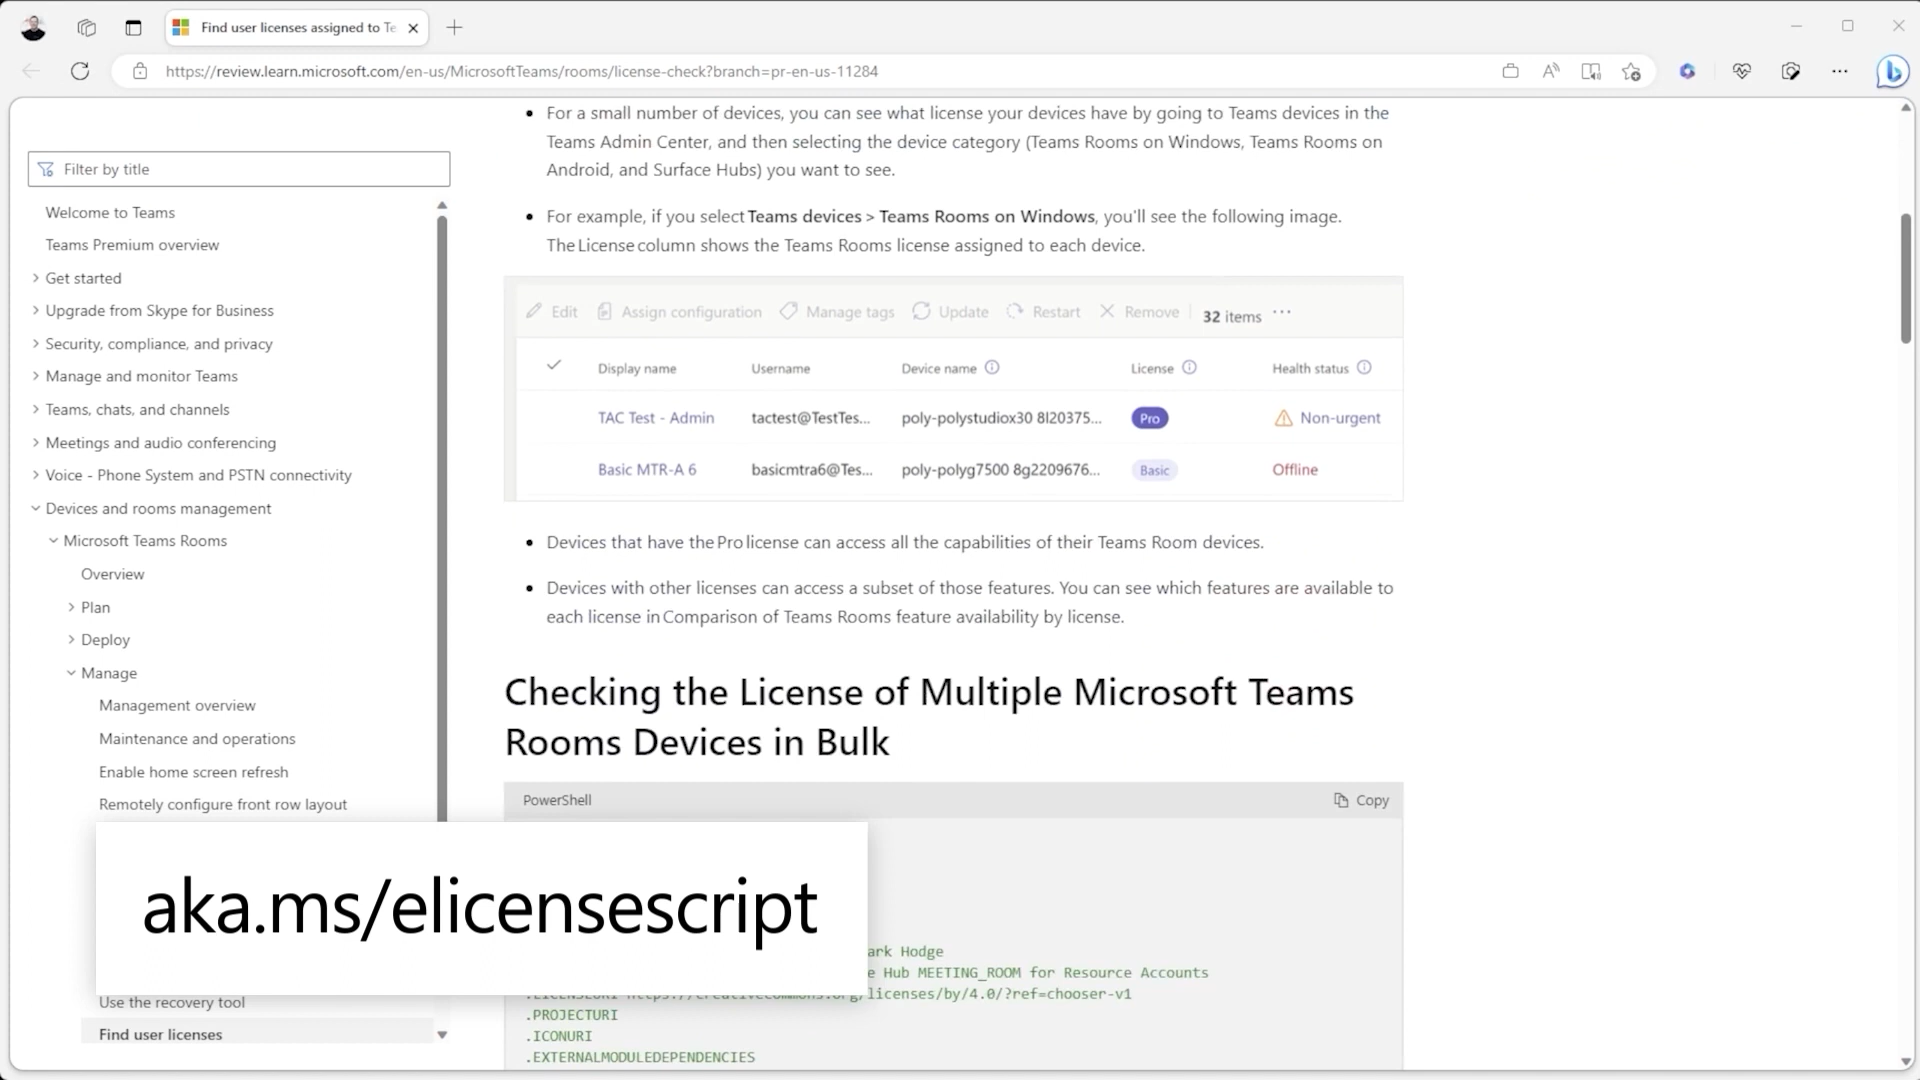 Find user licenses assigned to Te
https://review.learn.microsoft.com/en-us/MicrosoftTeams/rooms/license-check?branch=pr-en-us-11284
Filter by title
Welcome to Teams
Teams Premium overview
Get started
Upgrade from Skype for Business
Security, compliance, and privacy
Manage and monitor Teams
Teams, chats, and channels
Meetings and audio conferencing
Voice - Phone System and PSTN connectivity
Devices and rooms management
Microsoft Teams Rooms
Overview
Plan
Deploy
Manage
Management overview
Maintenance and operations
Enable home screen refresh
Remotely configure front row layout
Use the recovery tool
Find user licenses
For a small number of devices, you can see what license your devices have by going to Teams devices in the
Teams Admin Center, and then selecting the device category (Teams Rooms on Windows, Teams Rooms on
Android, and Surface Hubs) you want to see.
For example, if you select Teams devices > Teams Rooms on Windows, you'll see the following image.
The License column shows the Teams Rooms license assigned to each device.
Edit Assign configuration Manage tags Update Restart Remove 32 items ...
Display name Username Device name License Health status
TAC Test - Admin tactest@TestTes... poly-polystudiox30 8l20375... Pro Non-urgent
Basic MTR-A 6 basicmtra6@Tes... poly-polyg7500 8g2209676... Basic Offline
Devices that have the Pro license can access all the capabilities of their Teams Room devices.
Devices with other licenses can access a subset of those features. You can see which features are available to
each license in Comparison of Teams Rooms feature availability by license.
Checking the License of Multiple Microsoft Teams
Rooms Devices in Bulk
PowerShell Copy
aka.ms/elicensescript
ark Hodge
e Hub MEETING_ROOM for Resource Accounts
.LICENSEURI https://creativecommons.org/licenses/by/4.0/?ref=chooser-v1
.PROJECTURI
.ICONURI
.EXTERNALMODULEDEPENDENCIES